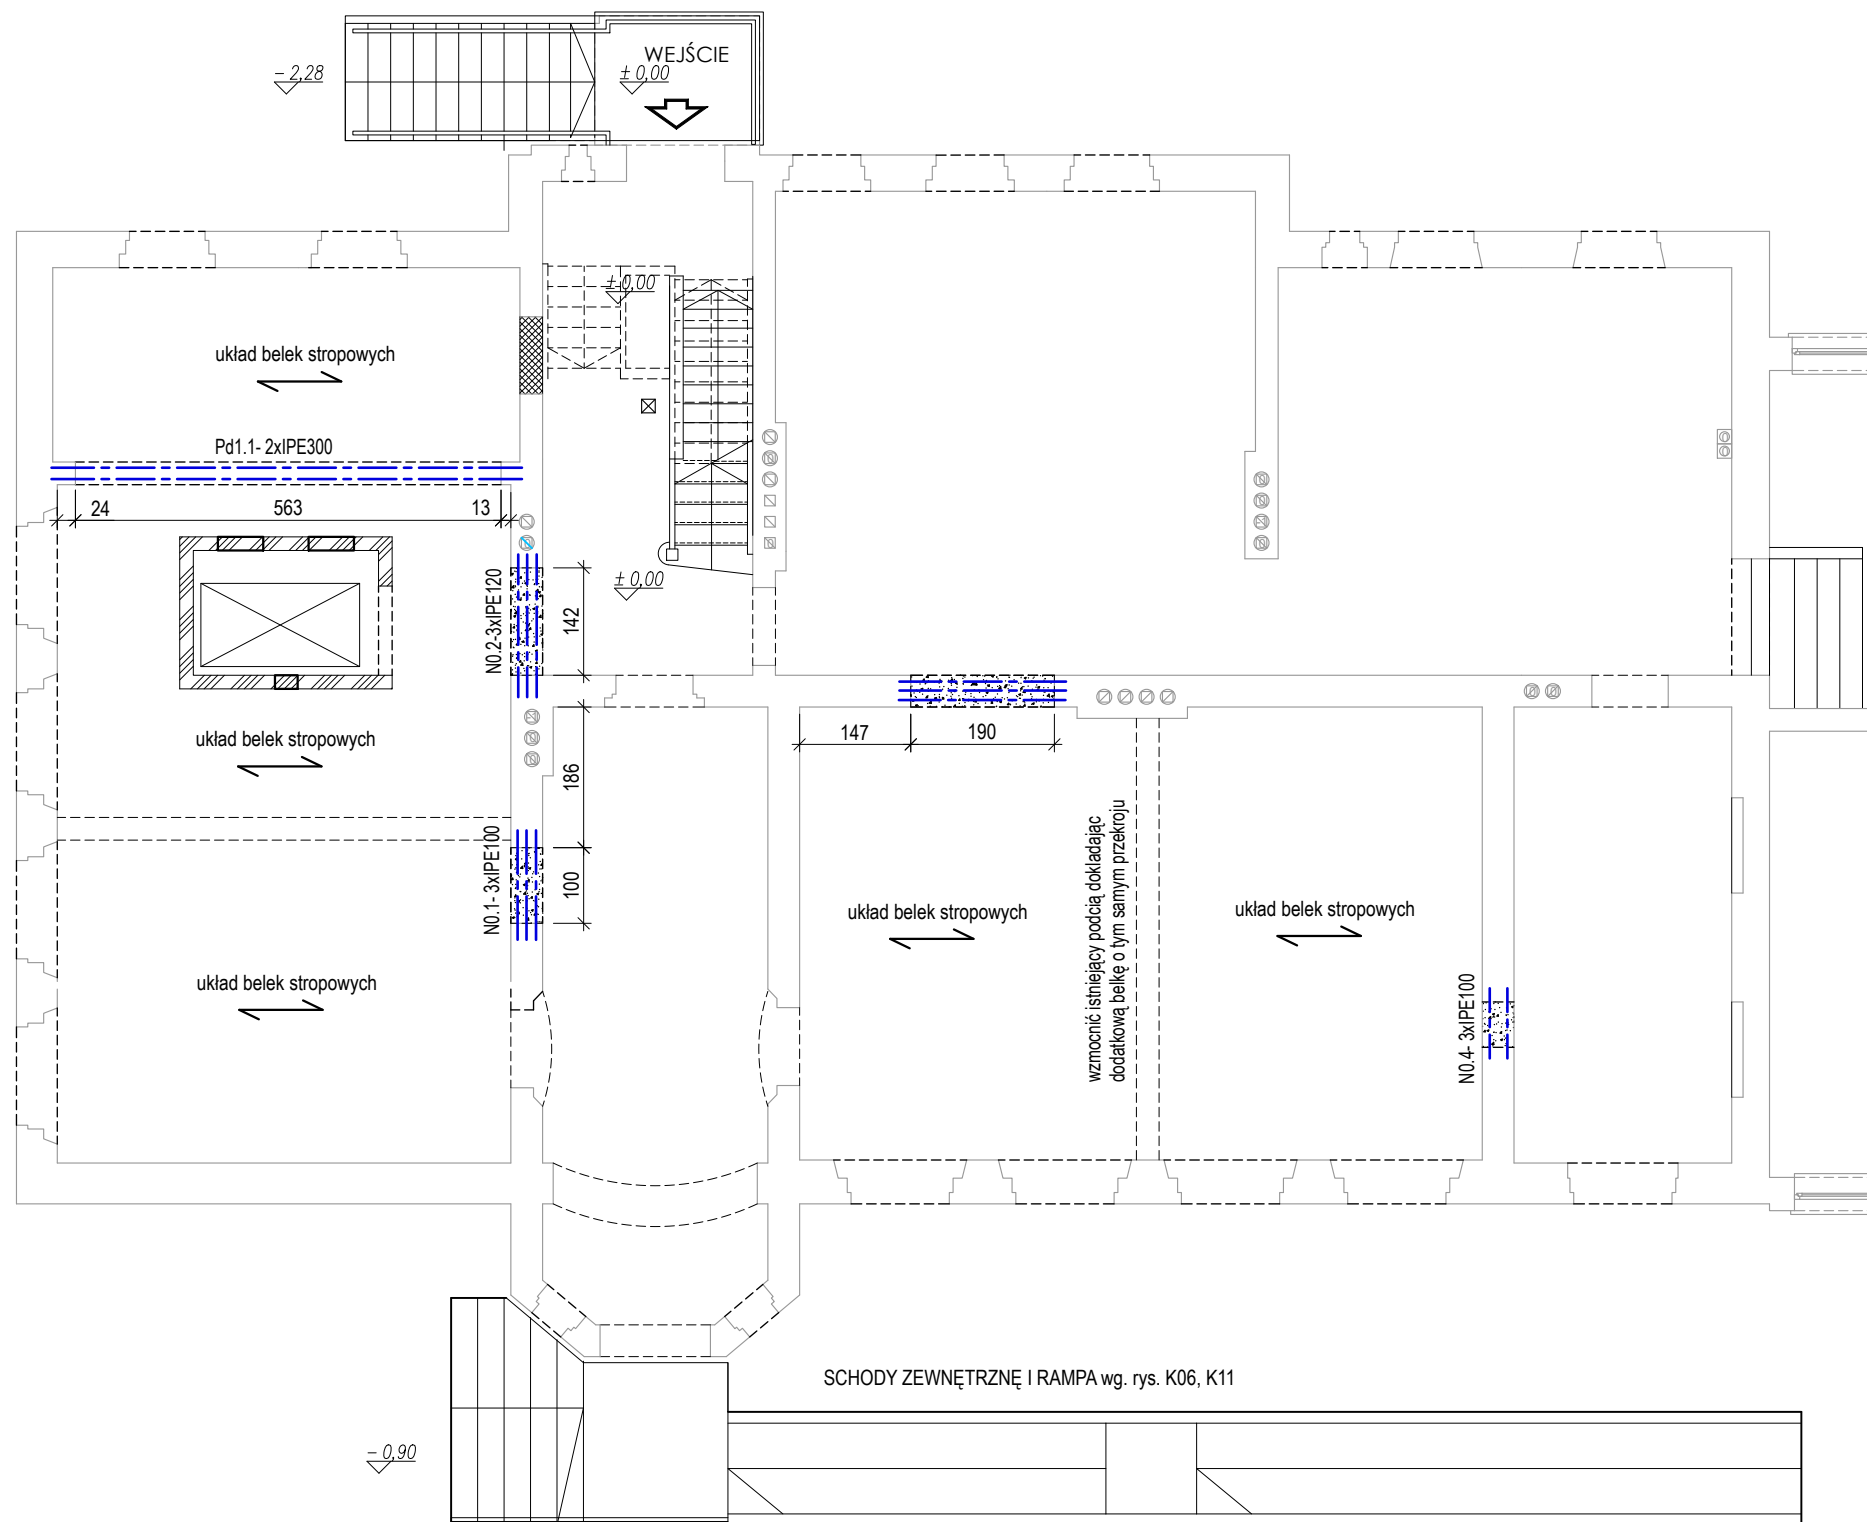 WEJŚCIE
− 2,28
± 0,00
± 0,00
układ belek stropowych
Pd1.1- 2xIPE300
24
563
13
N0.2-3xIPE120
142
± 0,00
układ belek stropowych
147
190
186
N0.1- 3xIPE100
100
wzmocnić istniejący podcią dokladając
dodatkową belkę o tym samym przekroju
układ belek stropowych
układ belek stropowych
układ belek stropowych
N0.4- 3xIPE100
SCHODY ZEWNĘTRZNĘ I RAMPA wg. rys. K06, K11
− 0,90